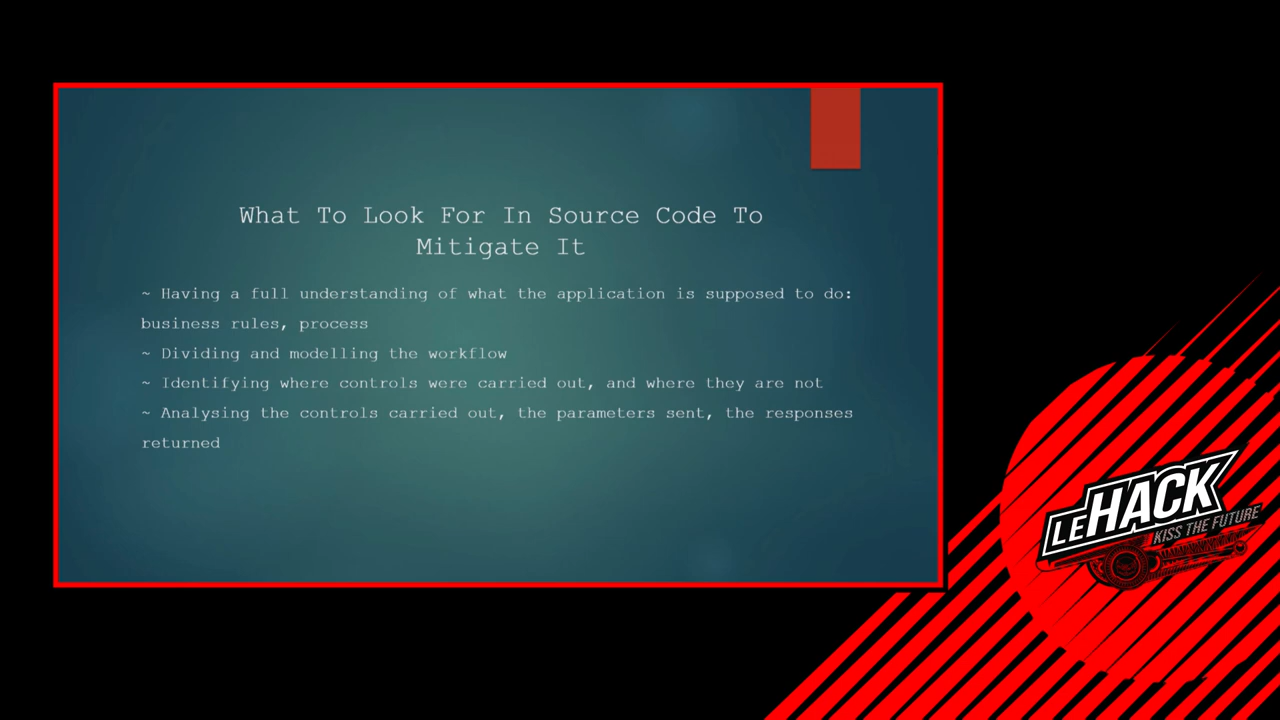 What To Look For In Source Code To
Mitigate It
~ Having a full understanding of what the application is supposed to do:
business rules, process
~ Dividing and modelling the workflow
~ Identifying where controls were carried out, and where they are not
~ Analysing the controls carried out, the parameters sent, the responses
returned
LEHACK
KISS THE FUTURE